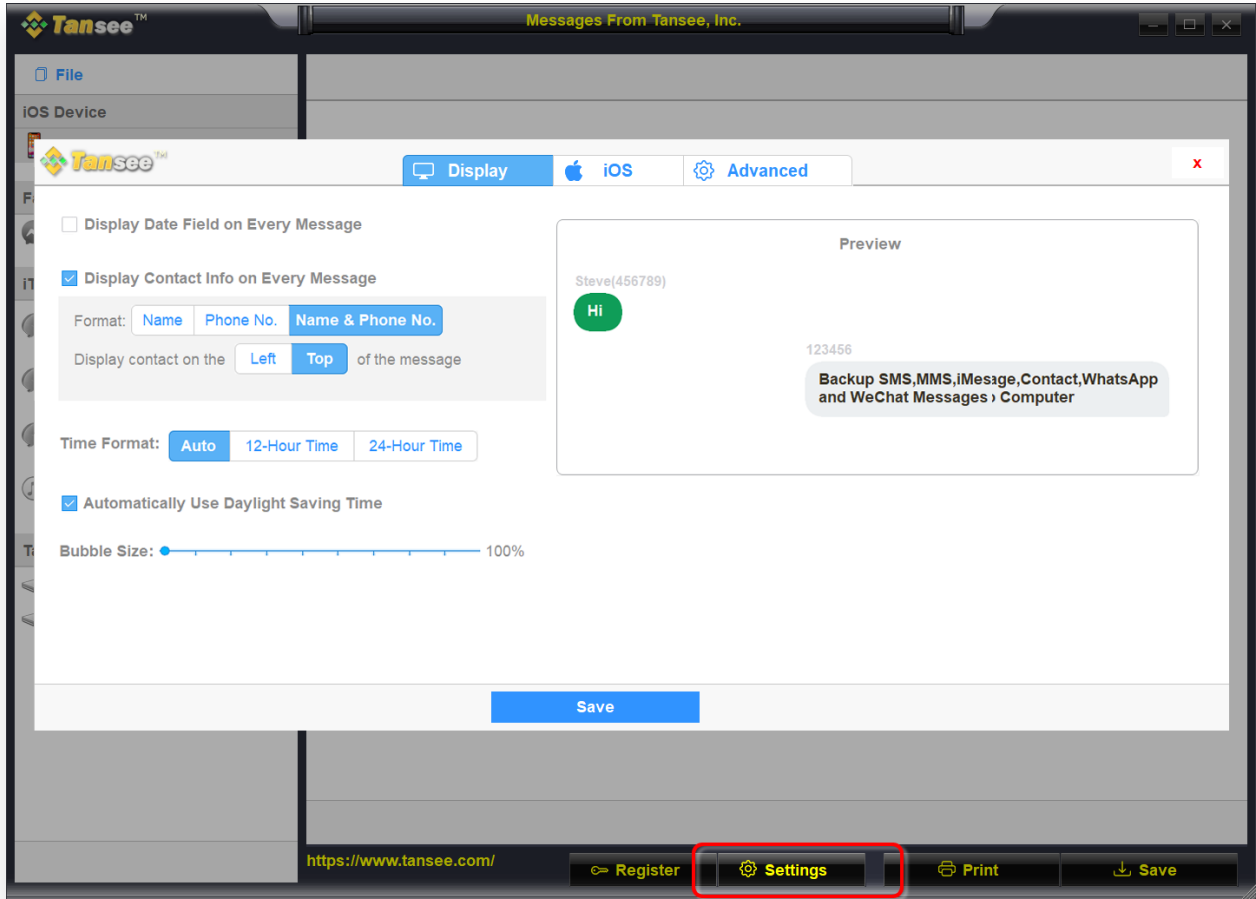 Tansee™
Messages From Tansee, Inc.
File
iOS Device
Tansee™
Display
iOS
Advanced
x
Display Date Field on Every Message
Display Contact Info on Every Message
Format: Name Phone No. Name & Phone No.
Display contact on the Left Top of the message
Time Format: Auto 12-Hour Time 24-Hour Time
Automatically Use Daylight Saving Time
Bubble Size: 100%
Preview
Steve(456789)
Hi
123456
Backup SMS,MMS,iMesage,Contact,WhatsApp
and WeChat Messages › Computer
Save
https://www.tansee.com/
Register
Settings
Print
Save